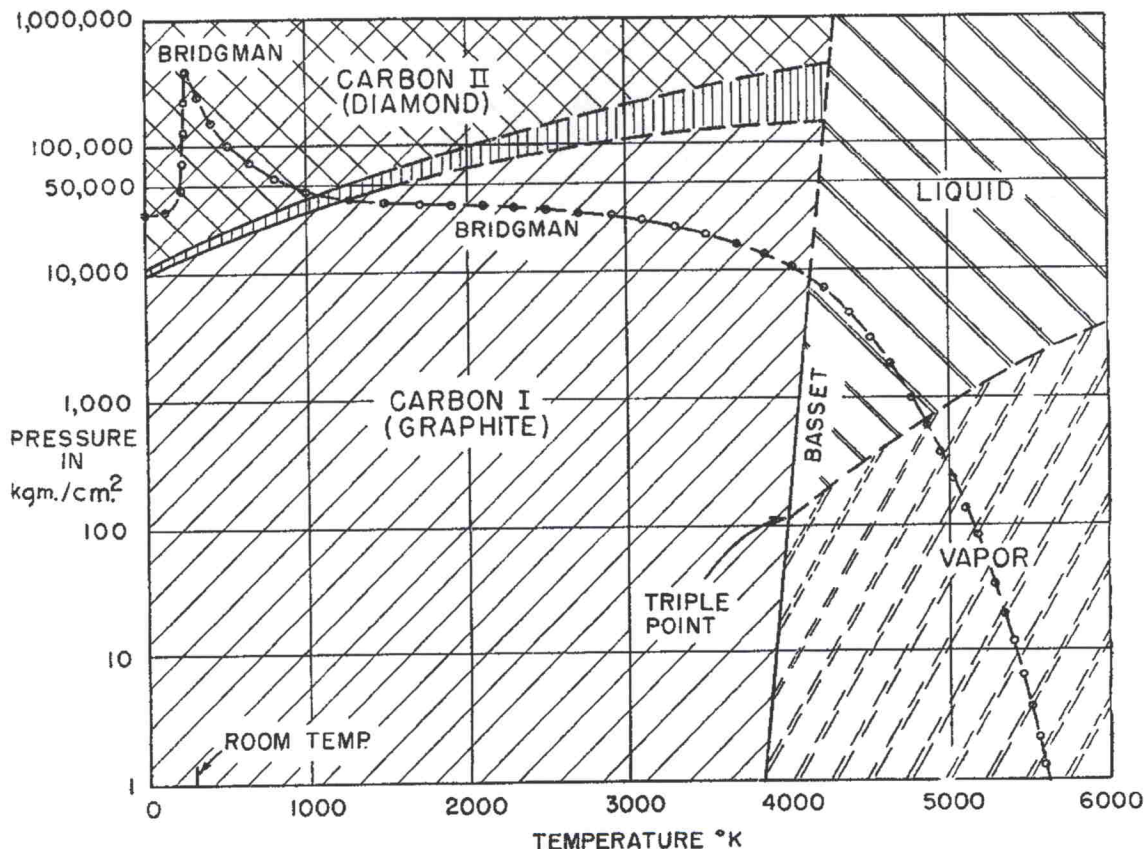 1,000,000
BRIDGMAN
CARBON II
(DIAMOND)
100,000
50,000
LIQUID
BRIDGMAN
10,000
BASSET
1,000
CARBON I
(GRAPHITE)
PRESSURE
IN
kgm./cm.²
100
VAPOR
TRIPLE
POINT
10
ROOM TEMP.
1
0 1000 2000 3000 4000 5000 6000
TEMPERATURE °K